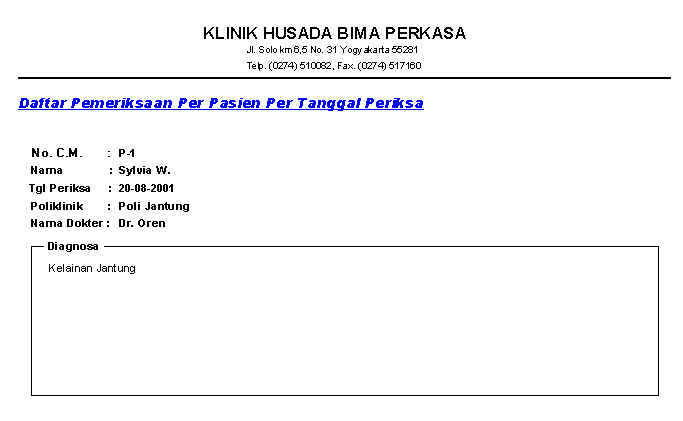 KLINIK HUSADA BIMA PERKASA
Jl. Solo km 6,5 No. 31 Yogyakarta 55281
Telp. (0274) 510082, Fax. (0274) 517160
Daftar Pemeriksaan Per Pasien Per Tanggal Periksa
No. C.M. : P-1
Nama : Sylvia W.
Tgl Periksa : 20-08-2001
Poliklinik : Poli Jantung
Nama Dokter : Dr. Oren
Diagnosa
Kelainan Jantung